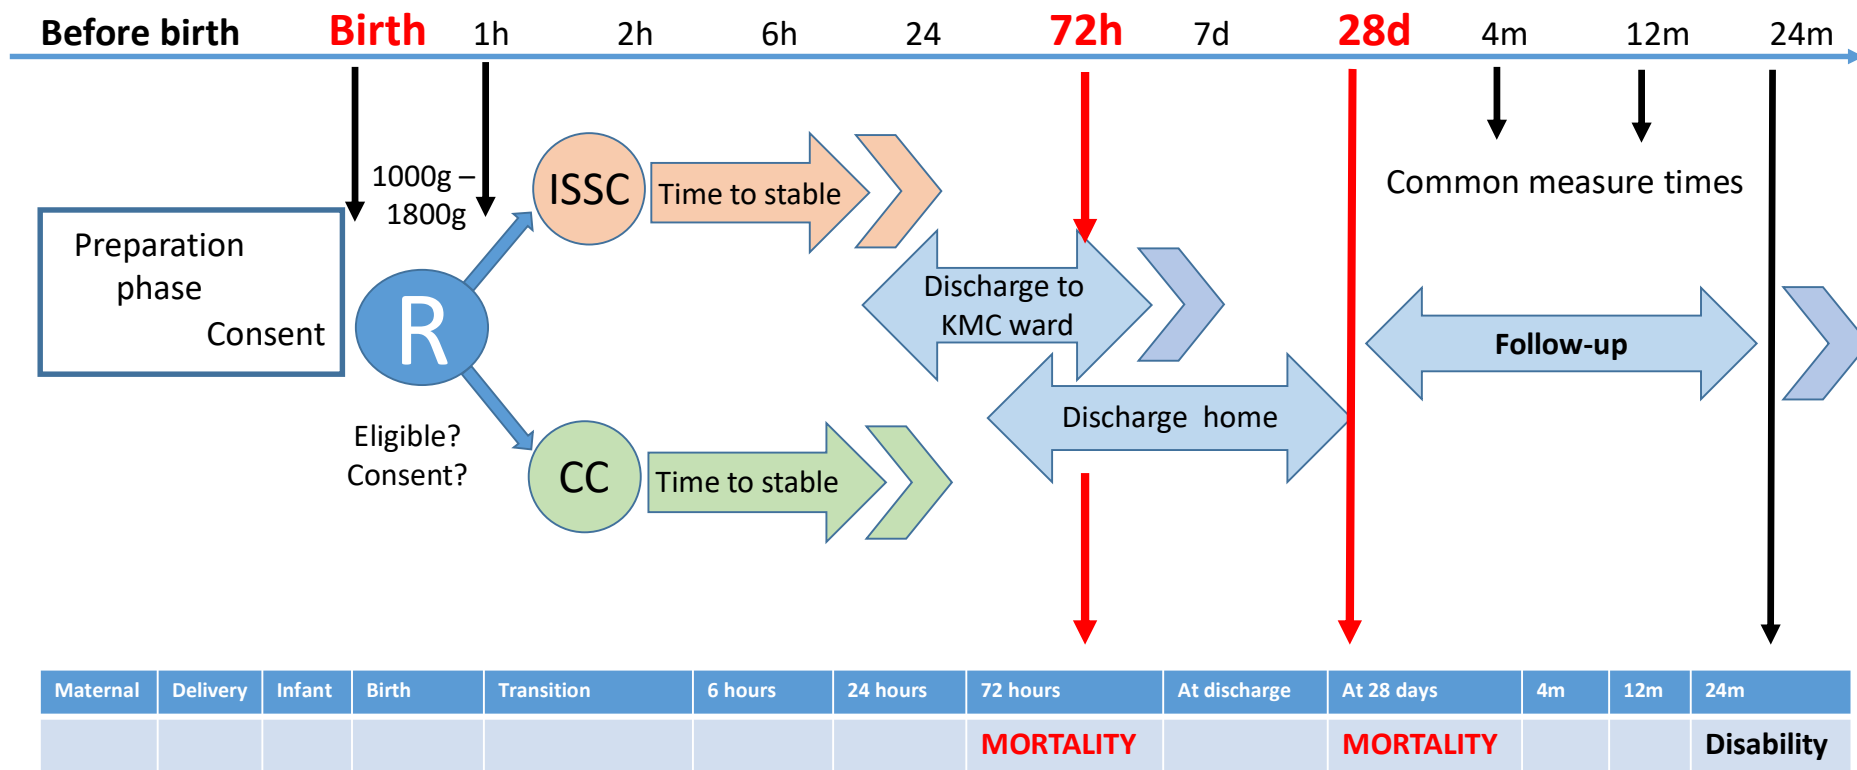 Before birth Birth 1h 2h 6h 24 72h 7d 28d 4m 12m 24m
1000g –
1800g
Preparation
phase
Consent
R
Eligible?
Consent?
ISSC
Time to stable
CC
Time to stable
Discharge to
KMC ward
Discharge home
Common measure times
Follow-up
Maternal Delivery Infant Birth Transition 6 hours 24 hours 72 hours At discharge At 28 days 4m 12m 24m
MORTALITY MORTALITY Disability